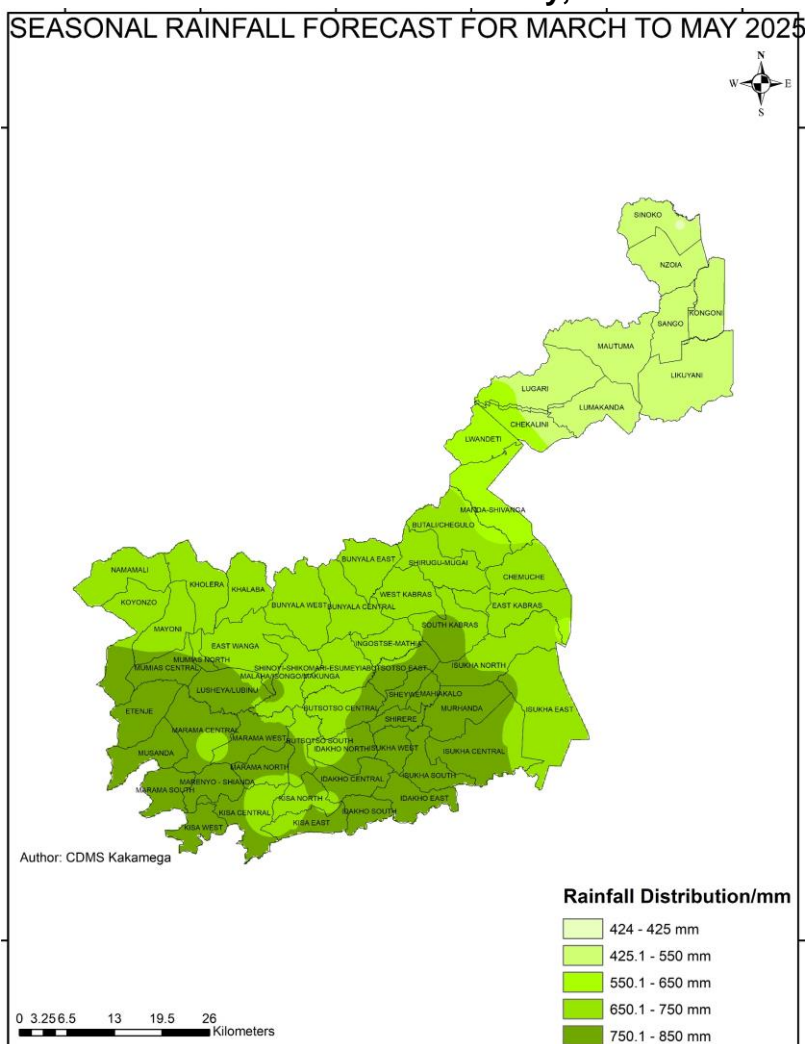 SEASONAL RAINFALL FORECAST FOR MARCH TO MAY 2025
N
W E
S
SINOKO
NZOIA
KONGONI
SANGO
MAUTUMA
LIKUYANI
LUGARI
LUMAKANDA
CHEKALINI
LWANDETI
MANDA-SHIVANGA
BUTALI/CHEGULO
BUNYALA EAST
SHIRUGU-MUGAI
NAMAMALI
CHEMUCHE
KHOLERA
KHALABA
WEST KABRAS
KOYONZO
BUNYALA WEST
BUNYALA CENTRAL
EAST KABRAS
MAYONI
SOUTH KABRAS
EAST WANGA
INGOSTSE-MATHIA
MUMIAS NORTH
MUMIAS CENTRAL
SHINOYI-SHIKOMARI-ESUMEYIA
BUTSOTSO EAST
ISUKHA NORTH
MALAHA/ISONGO/MAKUNGA
LUSHEYA/LUBINU
SHEYWE
MAHIAKALO
ETENJE
BUTSOTSO CENTRAL
MURHANDA
ISUKHA EAST
SHIRERE
MARAMA CENTRAL
MARAMA WEST
BUTSOTSO SOUTH
IDAKHO NORTH
ISUKHA WEST
MUSANDA
ISUKHA CENTRAL
MARAMA NORTH
ISUKHA SOUTH
MARENYO - SHIANDA
IDAKHO CENTRAL
MARAMA SOUTH
KISA NORTH
IDAKHO EAST
KISA CENTRAL
IDAKHO SOUTH
KISA WEST
KISA EAST
Author: CDMS Kakamega
Rainfall Distribution/mm
424 - 425 mm
425.1 - 550 mm
550.1 - 650 mm
650.1 - 750 mm
750.1 - 850 mm
0 3.25 6.5 13 19.5 26
Kilometers